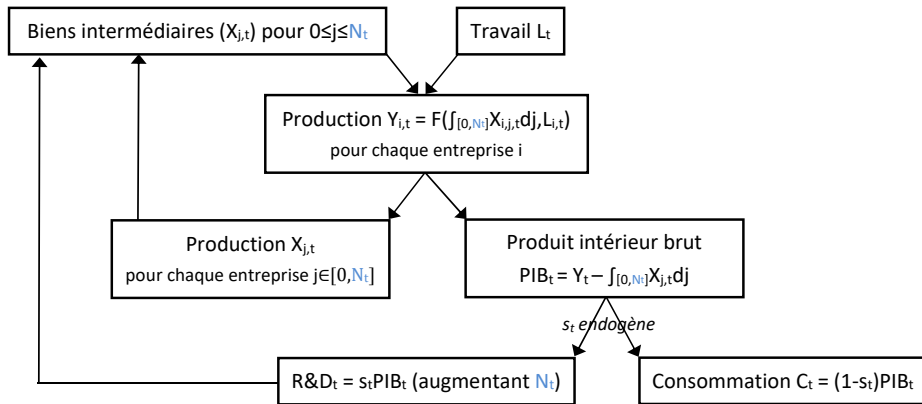 Biens intermédiaires (Xj,t) pour 0≤j≤Nt
Travail Lt
Production Yi,t = F(∫[0,Nt]Xi,j,tdj,Li,t)
pour chaque entreprise i
Production Xj,t
pour chaque entreprise j∈[0,Nt]
Produit intérieur brut
PIBt = Yt – ∫[0,Nt]Xj,tdj
st endogène
R&Dt = stPIBt (augmentant Nt)
Consommation Ct = (1-st)PIBt